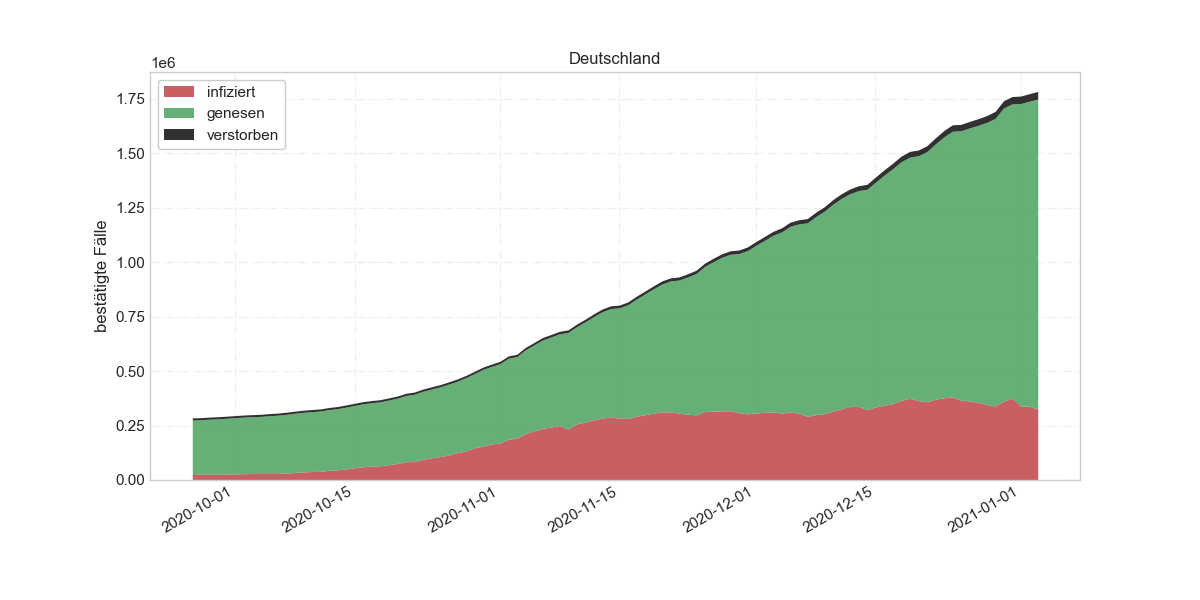 Deutschland
1e6
infiziert
genesen
verstorben
bestätigte Fälle
1.75
1.50
1.25
1.00
0.75
0.50
0.25
0.00
2020-10-01
2020-10-15
2020-11-01
2020-11-15
2020-12-01
2020-12-15
2021-01-01